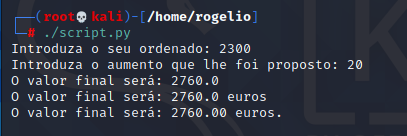 ┌──(root💀kali)-[/home/rogelio]
└─# ./script.py
Introduza o seu ordenado: 2300
Introduza o aumento que lhe foi proposto: 20
O valor final será: 2760.0
O valor final será: 2760.0 euros
O valor final será: 2760.00 euros.